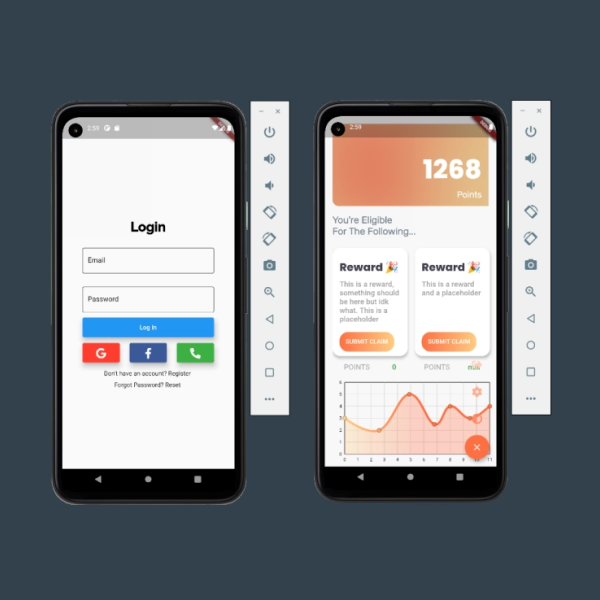 2:59
Login
Email
Password
Log In
G
f
Don't have an account? Register
Forgot Password? Reset
2:59
1268
Points
You're Eligible
For The Following...
Reward 🎉
This is a reward,
something should
be here but idk
what. This is a
placeholder
SUBMIT CLAIM
Reward 🎉
This is a reward
and a placeholder
SUBMIT CLAIM
POINTS 0
POINTS
6
5
4
3
2
1
0
0 1 2 3 4 5 6 7 8 9 10 11